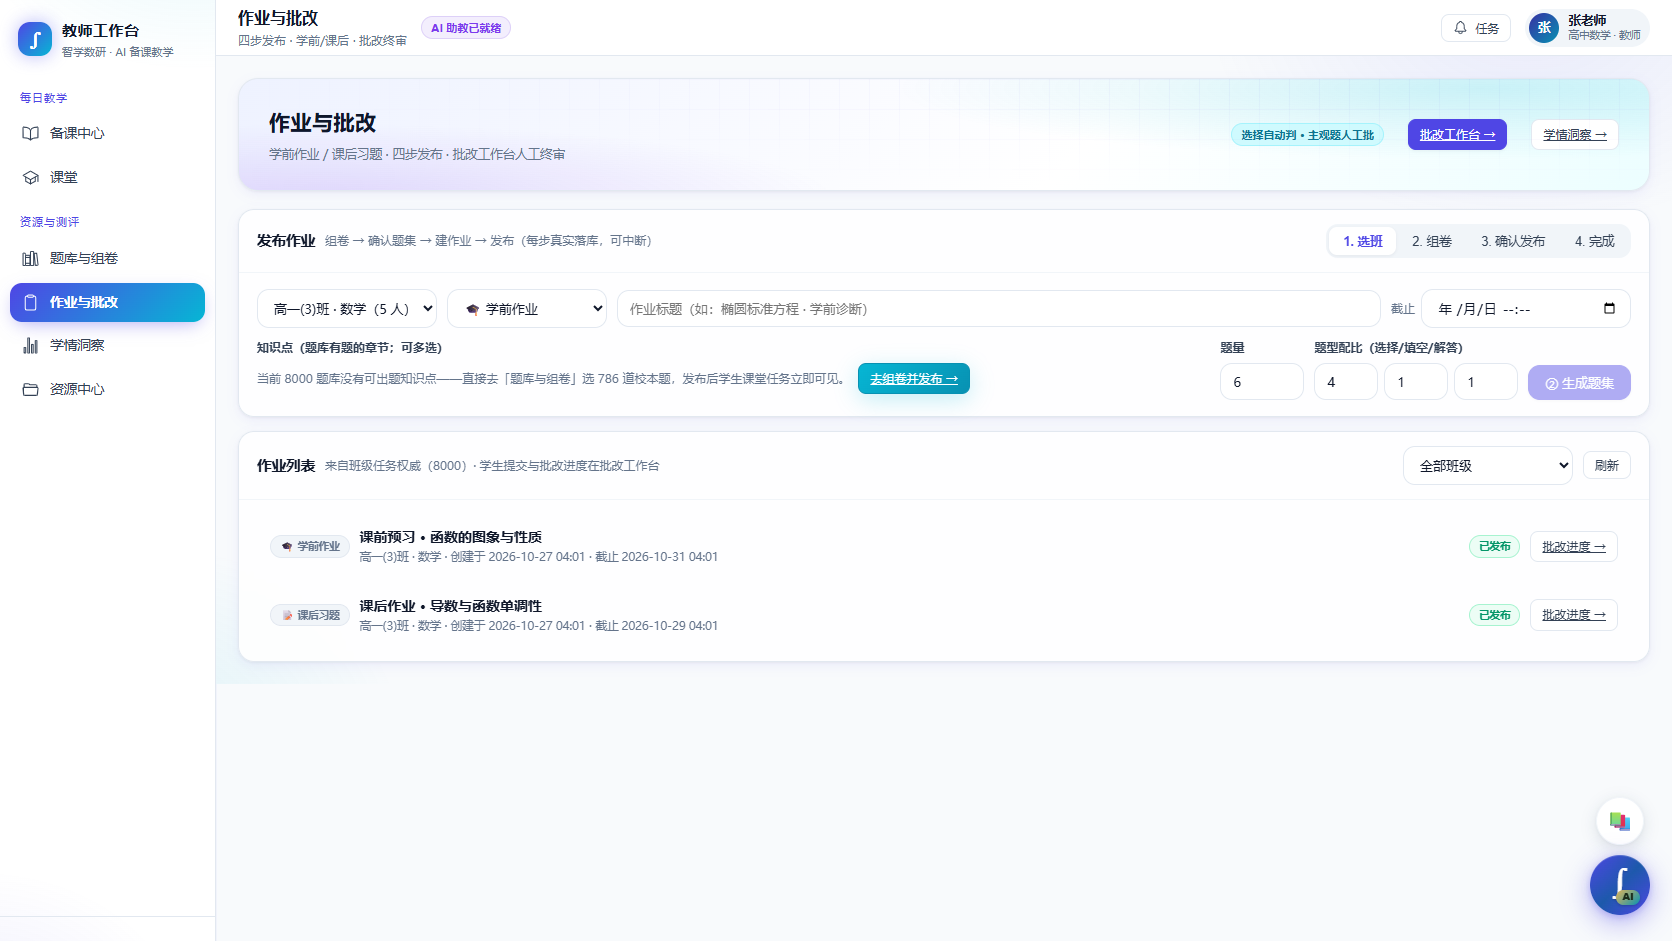 教师工作台
智学数研 · AI 备课教学
每日教学
备课中心
课堂
资源与测评
题库与组卷
作业与批改
学情洞察
资源中心
作业与批改
四步发布 · 学前/课后 · 批改终审
AI 助教已就绪
任务
张
张老师
高中数学 · 教师
作业与批改
学前作业 / 课后习题 · 四步发布 · 批改工作台人工终审
选择自动判 • 主观题人工批
批改工作台 →
学情洞察 →
发布作业 组卷 → 确认题集 → 建作业 → 发布（每步真实落库，可中断）
1. 选班 2. 组卷 3. 确认发布 4. 完成
高一(3)班 · 数学（5 人） 学前作业 作业标题（如：椭圆标准方程 · 学前诊断） 截止 年 /月/日 --:--
知识点（题库有题的章节；可多选） 题量 题型配比（选择/填空/解答）
当前 8000 题库没有可出题知识点——直接去「题库与组卷」选 786 道校本题，发布后学生课堂任务立即可见。 去组卷并发布 → 6 4 1 1 ② 生成题集
作业列表 来自班级任务权威（8000）· 学生提交与批改进度在批改工作台 全部班级 刷新
学前作业 课前预习 • 函数的图象与性质
高一(3)班 · 数学 · 创建于 2026-10-27 04:01 · 截止 2026-10-31 04:01
已发布 批改进度 →
课后习题 课后作业 • 导数与函数单调性
高一(3)班 · 数学 · 创建于 2026-10-27 04:01 · 截止 2026-10-29 04:01
已发布 批改进度 →
∫
AI